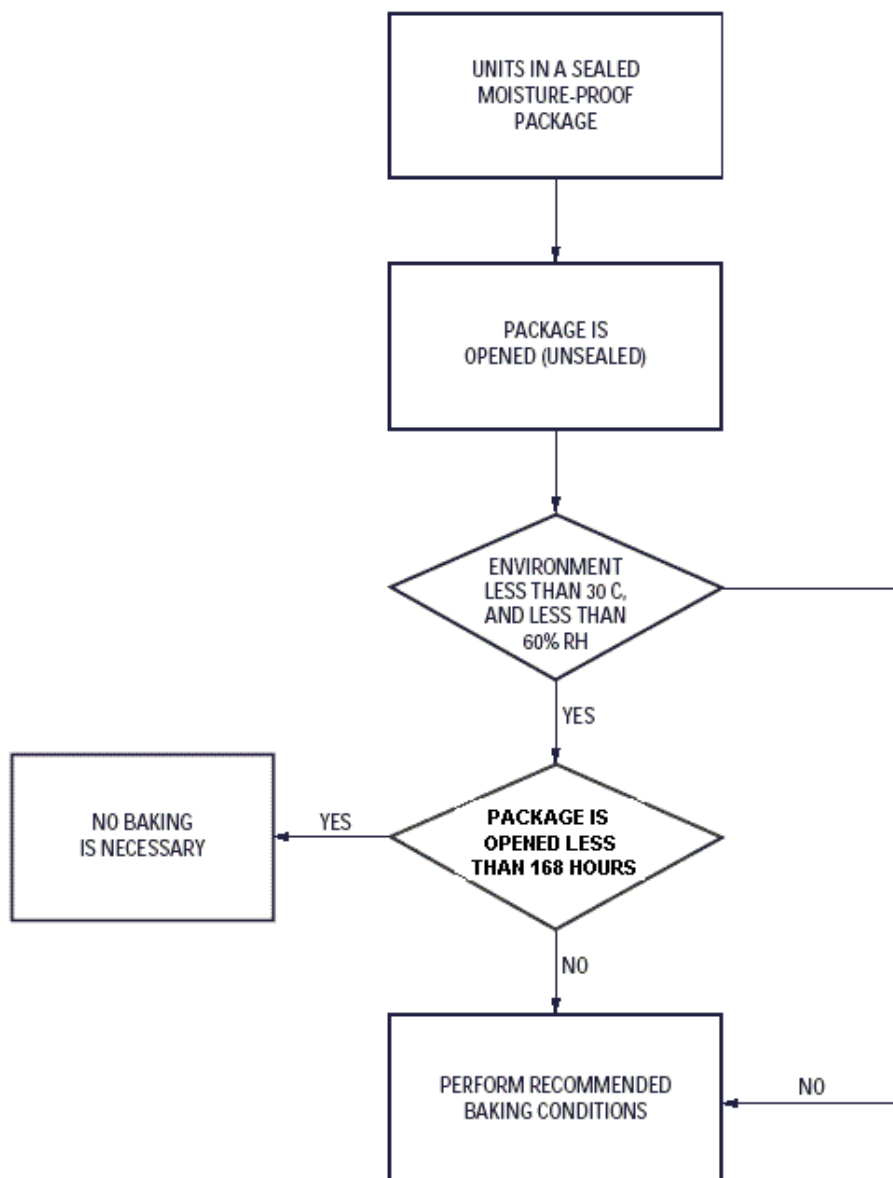 UNITS IN A SEALED
MOISTURE-PROOF
PACKAGE
PACKAGE IS
OPENED (UNSEALED)
ENVIRONMENT
LESS THAN 30 C,
AND LESS THAN
60% RH
YES
NO BAKING
IS NECESSARY
YES
PACKAGE IS
OPENED LESS
THAN 168 HOURS
NO
PERFORM RECOMMENDED
BAKING CONDITIONS
NO